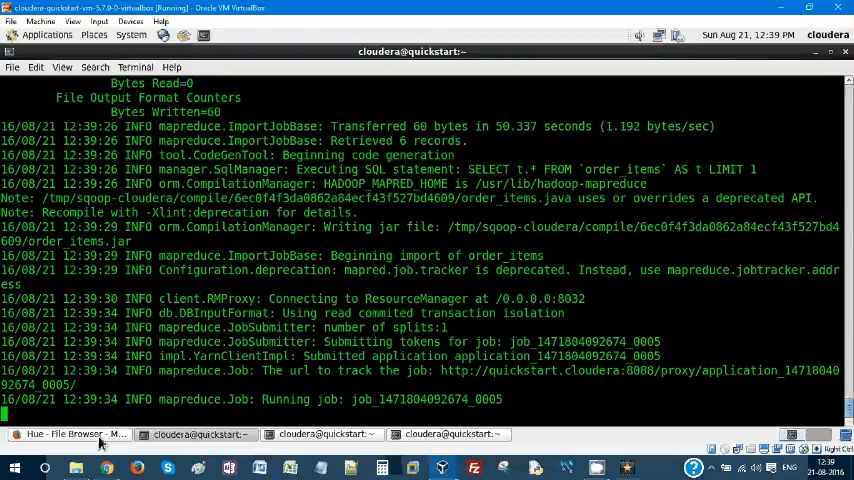 cloudera-quickstart-vm-5.7.0-0-virtualbox [Running] - Oracle VM VirtualBox
File Machine View Input Devices Help
Applications Places System Sun Aug 21, 12:39 PM cloudera
cloudera@quickstart:~
File Edit View Search Terminal Help
Bytes Read=0
File Output Format Counters
Bytes Written=60
16/08/21 12:39:26 INFO mapreduce.ImportJobBase: Transferred 60 bytes in 50.337 seconds (1.192 bytes/sec)
16/08/21 12:39:26 INFO mapreduce.ImportJobBase: Retrieved 6 records.
16/08/21 12:39:26 INFO tool.CodeGenTool: Beginning code generation
16/08/21 12:39:26 INFO manager.SqlManager: Executing SQL statement: SELECT t.* FROM `order_items` AS t LIMIT 1
16/08/21 12:39:26 INFO orm.CompilationManager: HADOOP_MAPRED_HOME is /usr/lib/hadoop-mapreduce
Note: /tmp/sqoop-cloudera/compile/6ec0f4f3da0862a84ecf43f527bd4609/order_items.java uses or overrides a deprecated API.
Note: Recompile with -Xlint:deprecation for details.
16/08/21 12:39:29 INFO orm.CompilationManager: Writing jar file: /tmp/sqoop-cloudera/compile/6ec0f4f3da0862a84ecf43f527bd4
609/order_items.jar
16/08/21 12:39:29 INFO mapreduce.ImportJobBase: Beginning import of order_items
16/08/21 12:39:29 INFO Configuration.deprecation: mapred.job.tracker is deprecated. Instead, use mapreduce.jobtracker.addr
ess
16/08/21 12:39:30 INFO client.RMProxy: Connecting to ResourceManager at /0.0.0.0:8032
16/08/21 12:39:34 INFO db.DBInputFormat: Using read commited transaction isolation
16/08/21 12:39:34 INFO mapreduce.JobSubmitter: number of splits:1
16/08/21 12:39:34 INFO mapreduce.JobSubmitter: Submitting tokens for job: job_1471804092674_0005
16/08/21 12:39:34 INFO impl.YarnClientImpl: Submitted application application_1471804092674_0005
16/08/21 12:39:34 INFO mapreduce.Job: The url to track the job: http://quickstart.cloudera:8088/proxy/application_14718040
92674_0005/
16/08/21 12:39:34 INFO mapreduce.Job: Running job: job_1471804092674_0005
Hue - File Browser - M... cloudera@quickstart:~ cloudera@quickstart:~ cloudera@quickstart:~
Right Ctrl
ENG
12:39
21-08-2016